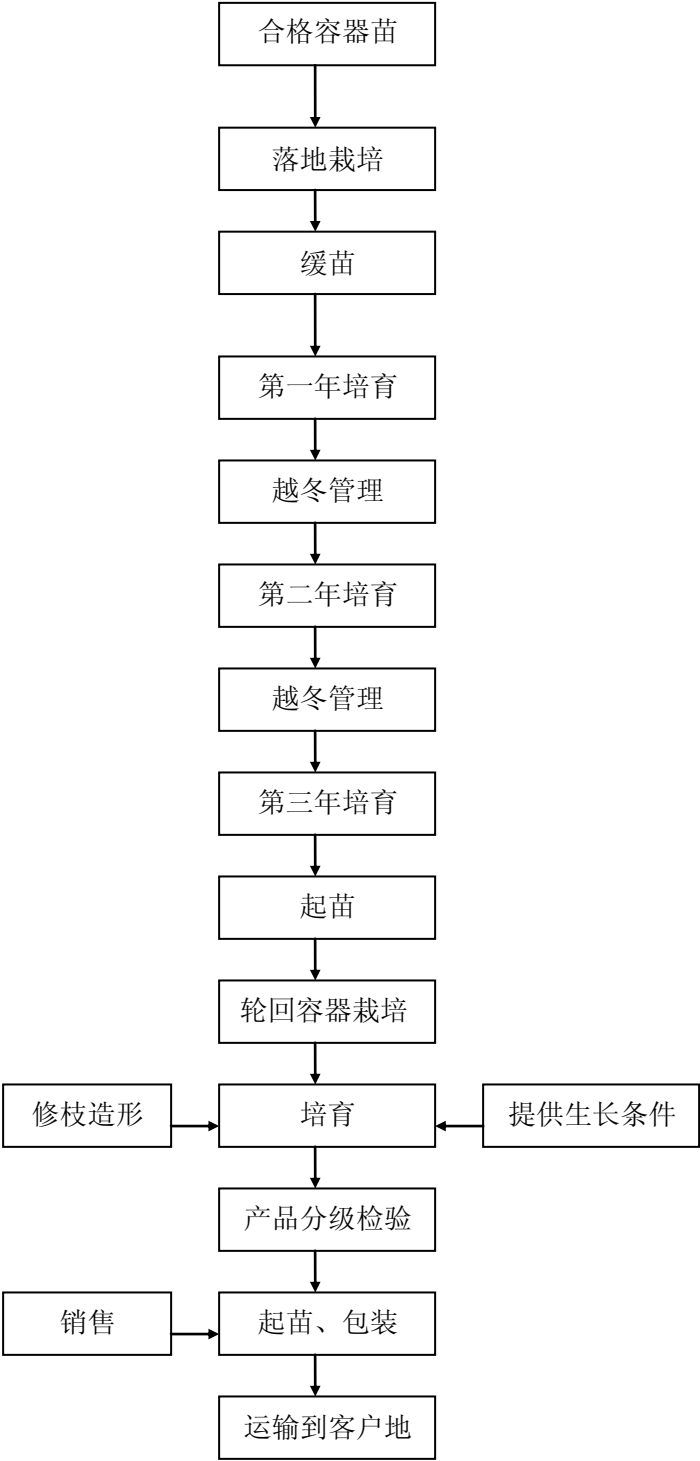 合格容器苗
落地栽培
缓苗
第一年培育
越冬管理
第二年培育
越冬管理
第三年培育
起苗
轮回容器栽培
修枝造形
培育
提供生长条件
产品分级检验
销售
起苗、包装
运输到客户地